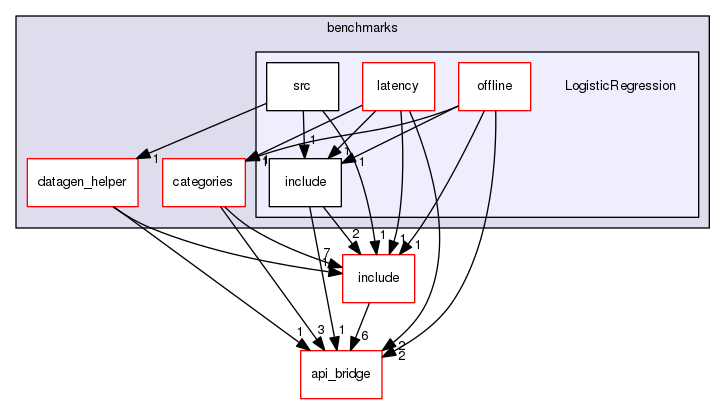 benchmarks
src
latency
offline
LogisticRegression
1
1
1
1
1
1
datagen_helper
categories
include
2
1
1
1
7
1
include
1
3
1
6
2
2
api_bridge